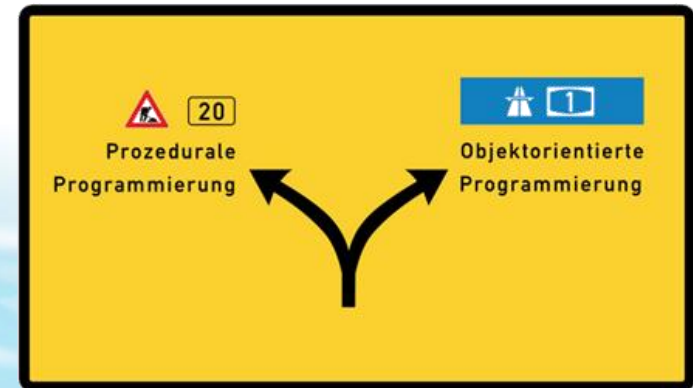 20
Prozedurale
Programmierung
1
Objektorientierte
Programmierung